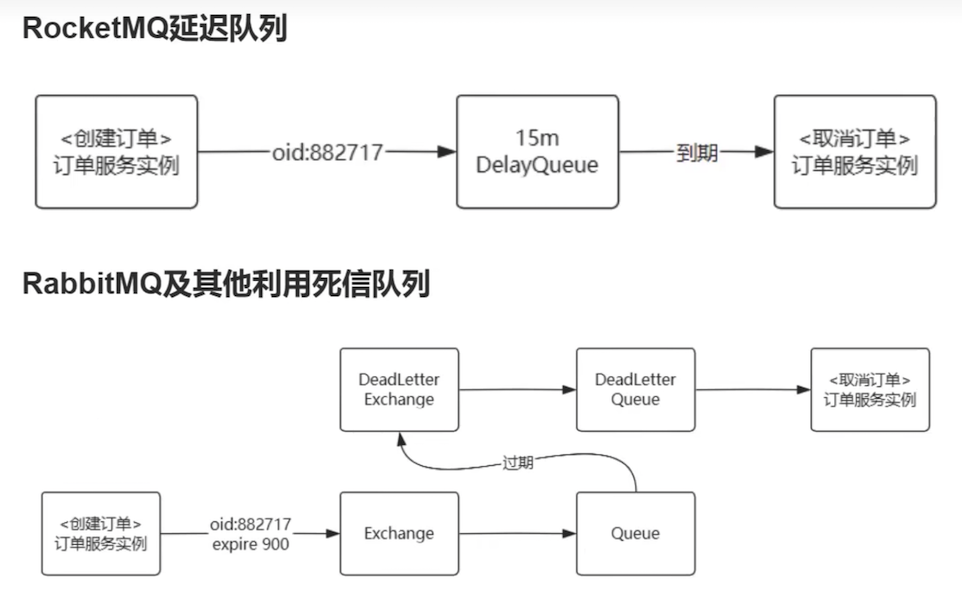 RocketMQ延迟队列
<创建订单>
订单服务实例
oid:882717
15m
DelayQueue
到期
<取消订单>
订单服务实例
RabbitMQ及其他利用死信队列
DeadLetter
Exchange
DeadLetter
Queue
<取消订单>
订单服务实例
过期
<创建订单>
订单服务实例
oid:882717
expire 900
Exchange
Queue